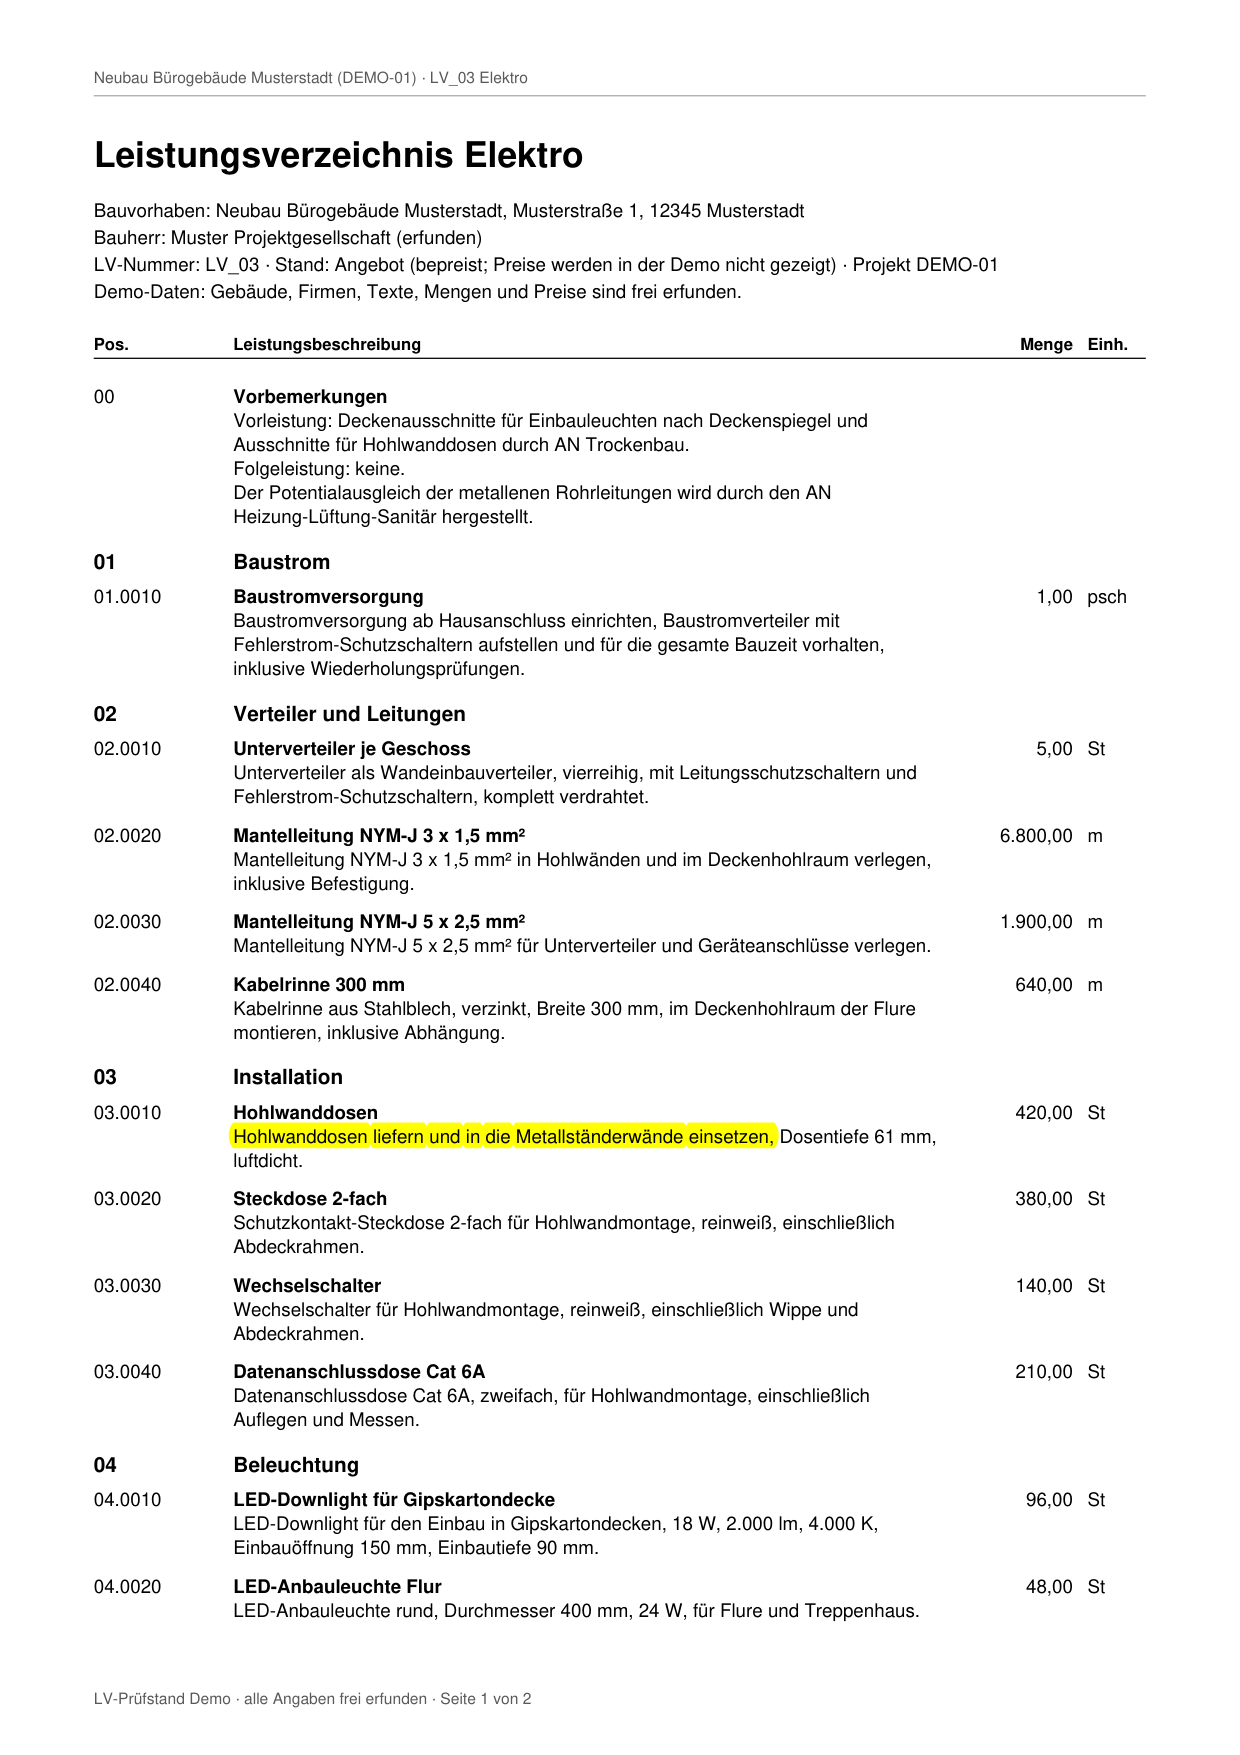 Neubau Bürogebäude Musterstadt (DEMO-01) · LV_03 Elektro
Leistungsverzeichnis Elektro
Bauvorhaben: Neubau Bürogebäude Musterstadt, Musterstraße 1, 12345 Musterstadt
Bauherr: Muster Projektgesellschaft (erfunden)
LV-Nummer: LV_03 · Stand: Angebot (bepreist; Preise werden in der Demo nicht gezeigt) · Projekt DEMO-01
Demo-Daten: Gebäude, Firmen, Texte, Mengen und Preise sind frei erfunden.
Pos. Leistungsbeschreibung Menge Einh.
00 Vorbemerkungen
Vorleistung: Deckenausschnitte für Einbauleuchten nach Deckenspiegel und
Ausschnitte für Hohlwanddosen durch AN Trockenbau.
Folgeleistung: keine.
Der Potentialausgleich der metallenen Rohrleitungen wird durch den AN
Heizung-Lüftung-Sanitär hergestellt.
01 Baustrom
01.0010 Baustromversorgung 1,00 psch
Baustromversorgung ab Hausanschluss einrichten, Baustromverteiler mit
Fehlerstrom-Schutzschaltern aufstellen und für die gesamte Bauzeit vorhalten,
inklusive Wiederholungsprüfungen.
02 Verteiler und Leitungen
02.0010 Unterverteiler je Geschoss 5,00 St
Unterverteiler als Wandeinbauverteiler, vierreihig, mit Leitungsschutzschaltern und
Fehlerstrom-Schutzschaltern, komplett verdrahtet.
02.0020 Mantelleitung NYM-J 3 x 1,5 mm² 6.800,00 m
Mantelleitung NYM-J 3 x 1,5 mm² in Hohlwänden und im Deckenhohlraum verlegen,
inklusive Befestigung.
02.0030 Mantelleitung NYM-J 5 x 2,5 mm² 1.900,00 m
Mantelleitung NYM-J 5 x 2,5 mm² für Unterverteiler und Geräteanschlüsse verlegen.
02.0040 Kabelrinne 300 mm 640,00 m
Kabelrinne aus Stahlblech, verzinkt, Breite 300 mm, im Deckenhohlraum der Flure
montieren, inklusive Abhängung.
03 Installation
03.0010 Hohlwanddosen 420,00 St
Hohlwanddosen liefern und in die Metallständerwände einsetzen, Dosentiefe 61 mm,
luftdicht.
03.0020 Steckdose 2-fach 380,00 St
Schutzkontakt-Steckdose 2-fach für Hohlwandmontage, reinweiß, einschließlich
Abdeckrahmen.
03.0030 Wechselschalter 140,00 St
Wechselschalter für Hohlwandmontage, reinweiß, einschließlich Wippe und
Abdeckrahmen.
03.0040 Datenanschlussdose Cat 6A 210,00 St
Datenanschlussdose Cat 6A, zweifach, für Hohlwandmontage, einschließlich
Auflegen und Messen.
04 Beleuchtung
04.0010 LED-Downlight für Gipskartondecke 96,00 St
LED-Downlight für den Einbau in Gipskartondecken, 18 W, 2.000 lm, 4.000 K,
Einbauöffnung 150 mm, Einbautiefe 90 mm.
04.0020 LED-Anbauleuchte Flur 48,00 St
LED-Anbauleuchte rund, Durchmesser 400 mm, 24 W, für Flure und Treppenhaus.
LV-Prüfstand Demo · alle Angaben frei erfunden · Seite 1 von 2